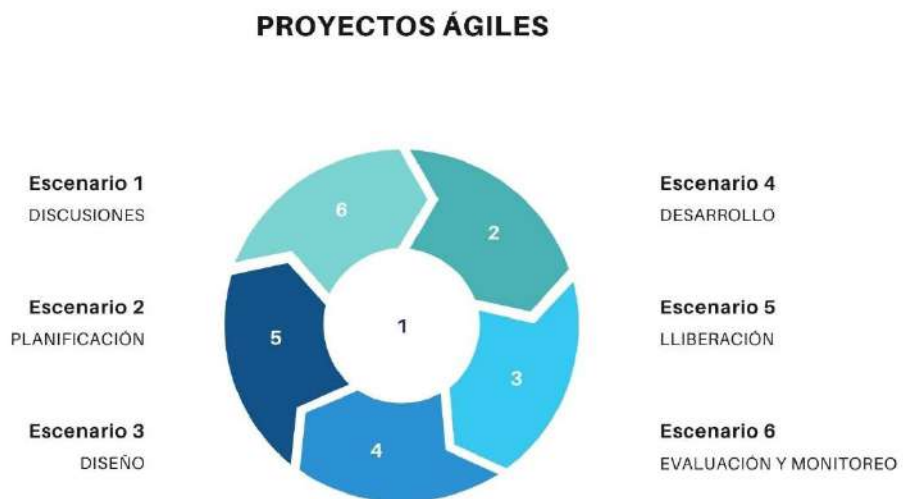 PROYECTOS ÁGILES
Escenario 1
DISCUSIONES
Escenario 2
PLANIFICACIÓN
Escenario 3
DISEÑO
6
2
5
1
3
4
Escenario 4
DESARROLLO
Escenario 5
LLIBERACIÓN
Escenario 6
EVALUACIÓN Y MONITOREO